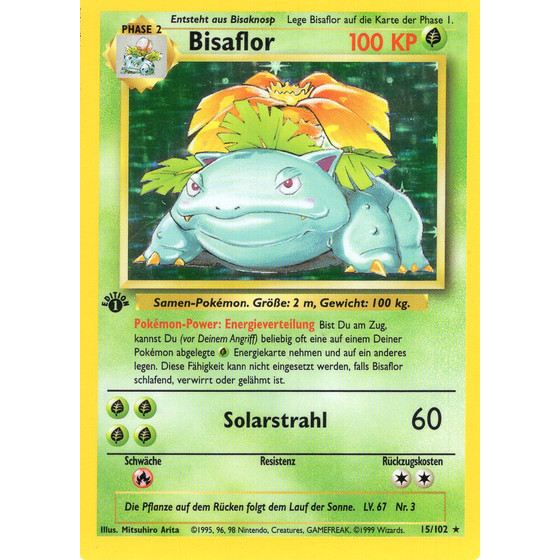 Entsteht aus Bisaknosp Lege Bisaflor auf die Karte der Phase 1.
PHASE 2
Bisaflor 100 KP
EDITION 1
Samen-Pokémon. Größe: 2 m, Gewicht: 100 kg.
Pokémon-Power: Energieverteilung Bist Du am Zug,
kannst Du (vor Deinem Angriff) beliebig oft eine auf einem Deiner
Pokémon abgelegte Energiekarte nehmen und auf ein anderes
legen. Diese Fähigkeit kann nicht eingesetzt werden, falls Bisaflor
schlafend, verwirrt oder gelähmt ist.
Solarstrahl 60
Schwäche Resistenz Rückzugskosten
Die Pflanze auf dem Rücken folgt dem Lauf der Sonne. LV. 67 Nr. 3
Illus. Mitsuhiro Arita ©1995, 96, 98 Nintendo, Creatures, GAMEFREAK. ©1999 Wizards. 15/102 ★